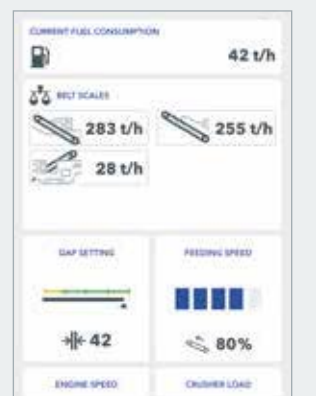 CURRENT FUEL CONSUMPTION
42 t/h
BELT SCALES
283 t/h
255 t/h
28 t/h
GAP SETTING
FEEDING SPEED
42
80%
ENGINE SPEED
CRUSHER LOAD